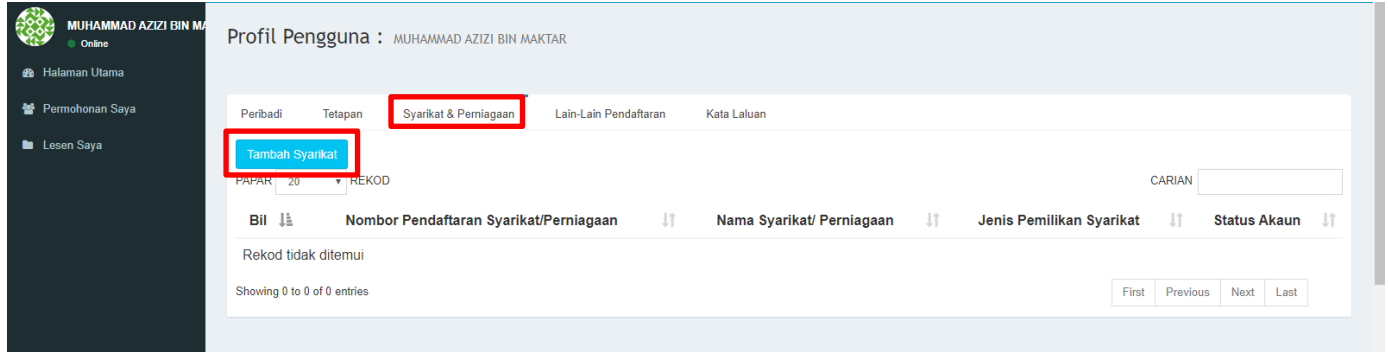 MUHAMMAD AZIZI BIN MA
Online
Halaman Utama
Permohonan Saya
Lesen Saya
Profil Pengguna : MUHAMMAD AZIZI BIN MAKTAR
Peribadi Tetapan Syarikat & Perniagaan Lain-Lain Pendaftaran Kata Laluan
Tambah Syarikat
PAPAR 20 REKOD CARIAN
Bil Nombor Pendaftaran Syarikat/Perniagaan Nama Syarikat/ Perniagaan Jenis Pemilikan Syarikat Status Akaun
Rekod tidak ditemui
Showing 0 to 0 of 0 entries
First Previous Next Last